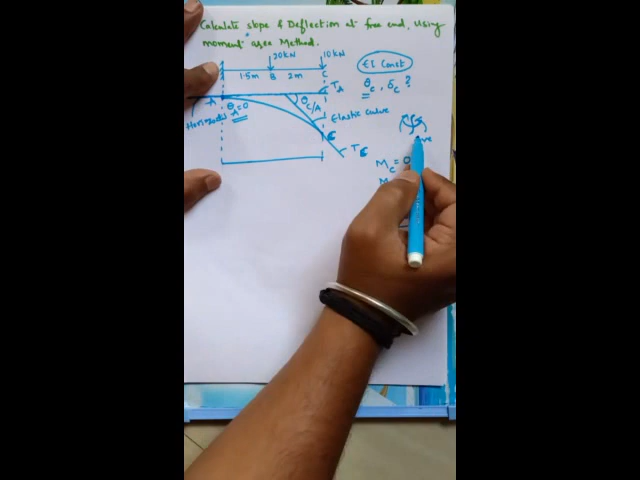 Calculate slope & Deflection at free end, using
moment area Method.
20kN 10kN
EI Const
1.5m B 2m C
A θA=0 θC/A TA
θC, δC ?
Horizontal
Elastic curve
TC
MC = 0
M